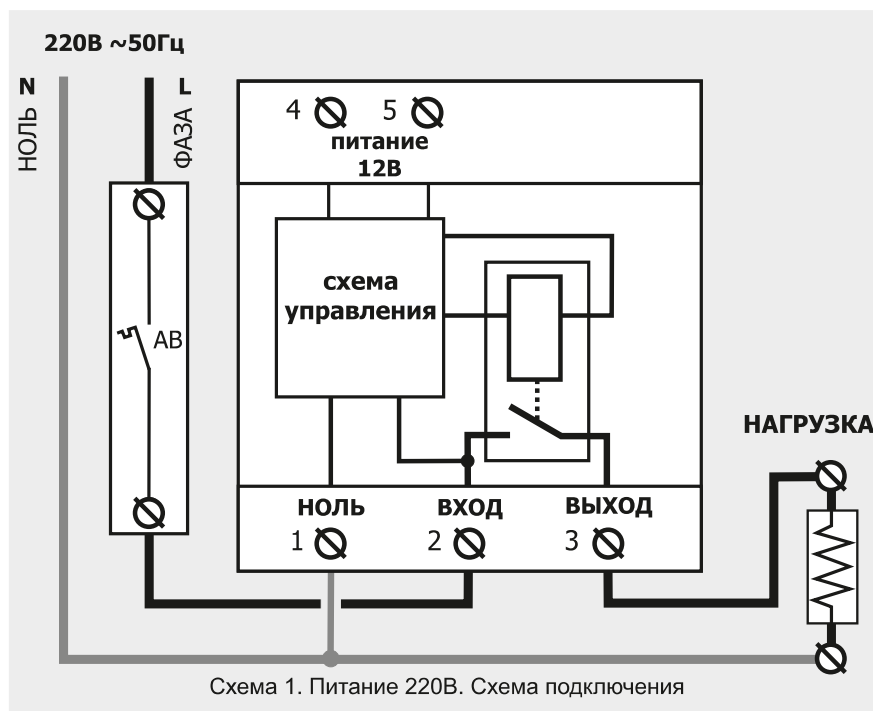 220В ~50Гц
N
L
НОЛЬ
ФАЗА
4
5
питание
12В
схема
управления
АВ
НАГРУЗКА
НОЛЬ
ВХОД
ВЫХОД
1
2
3
Схема 1. Питание 220В. Схема подключения